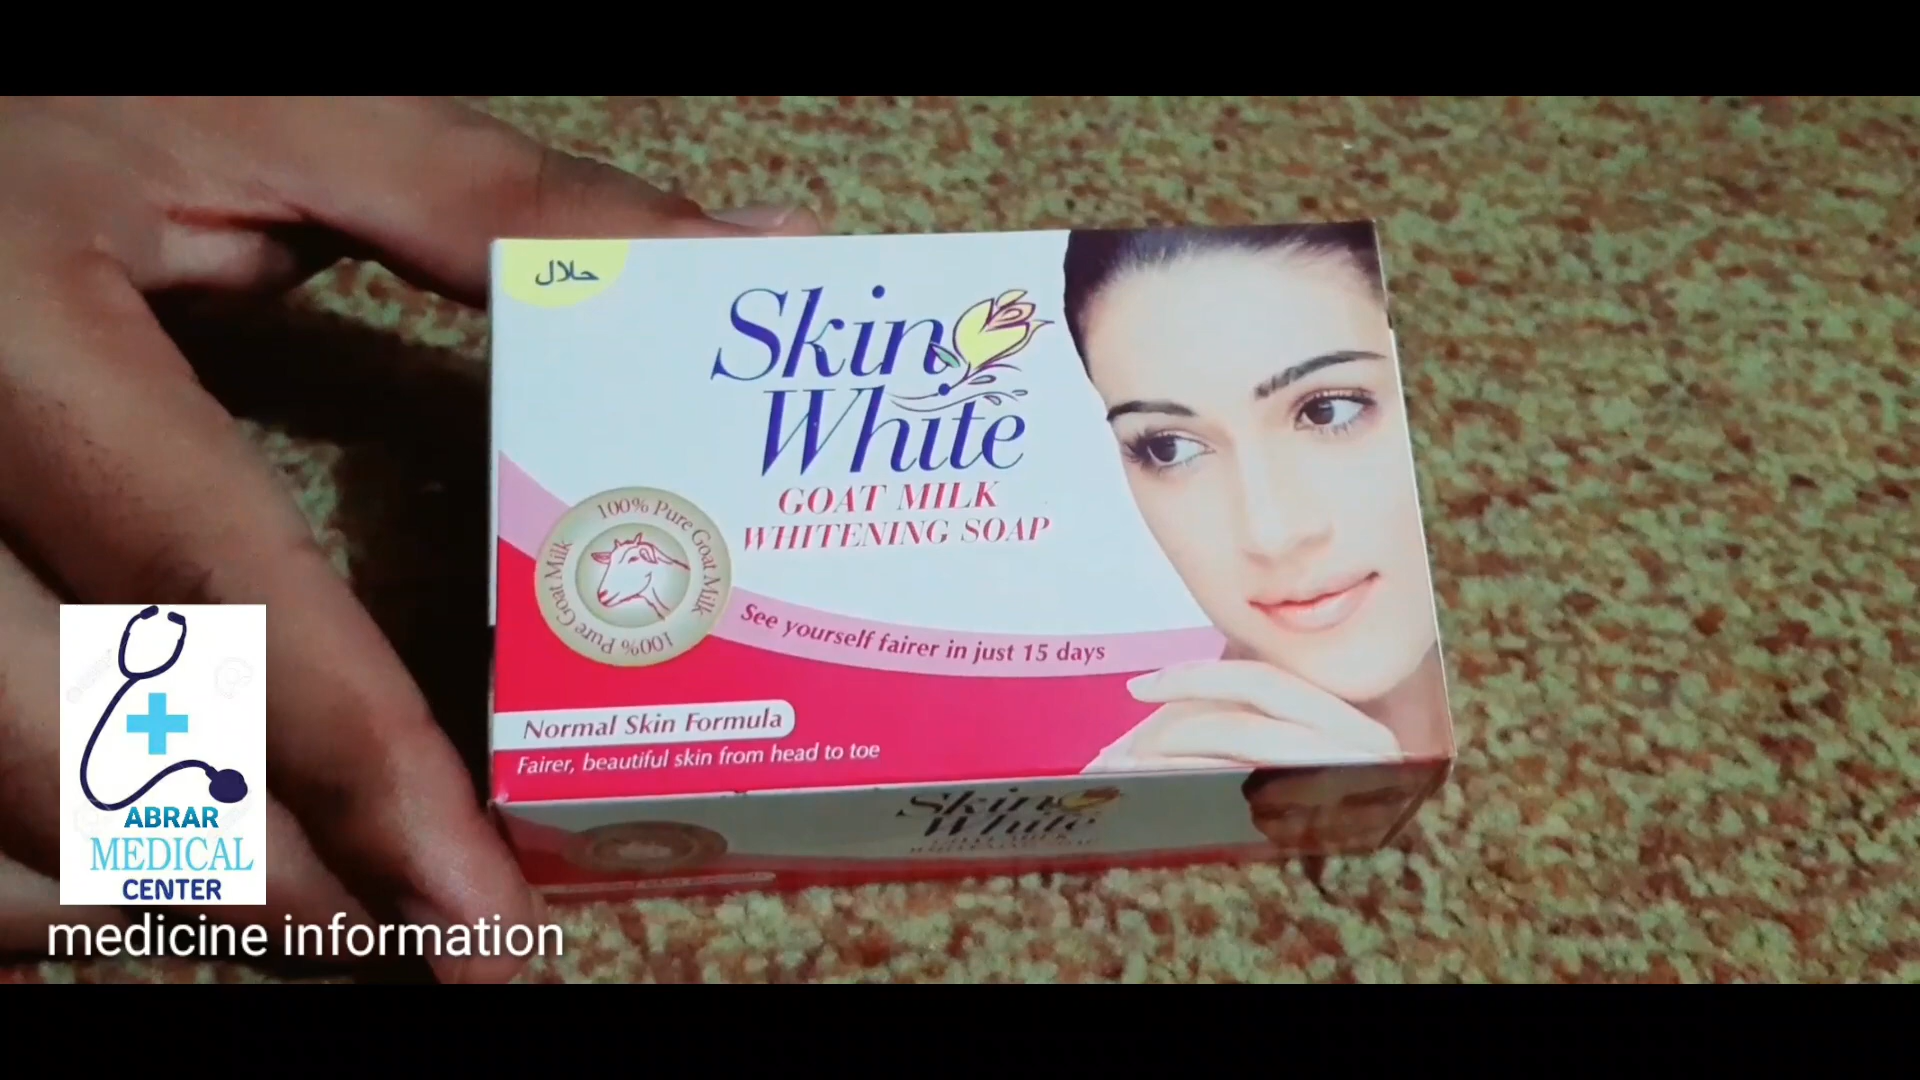 حلال
Skin
White
GOAT MILK
WHITENING SOAP
100% Pure Goat Milk
100% Pure Goat Milk
See yourself fairer in just 15 days
Normal Skin Formula
Fairer, beautiful skin from head to toe
Skin
White
ABRAR
MEDICAL
CENTER
medicine information